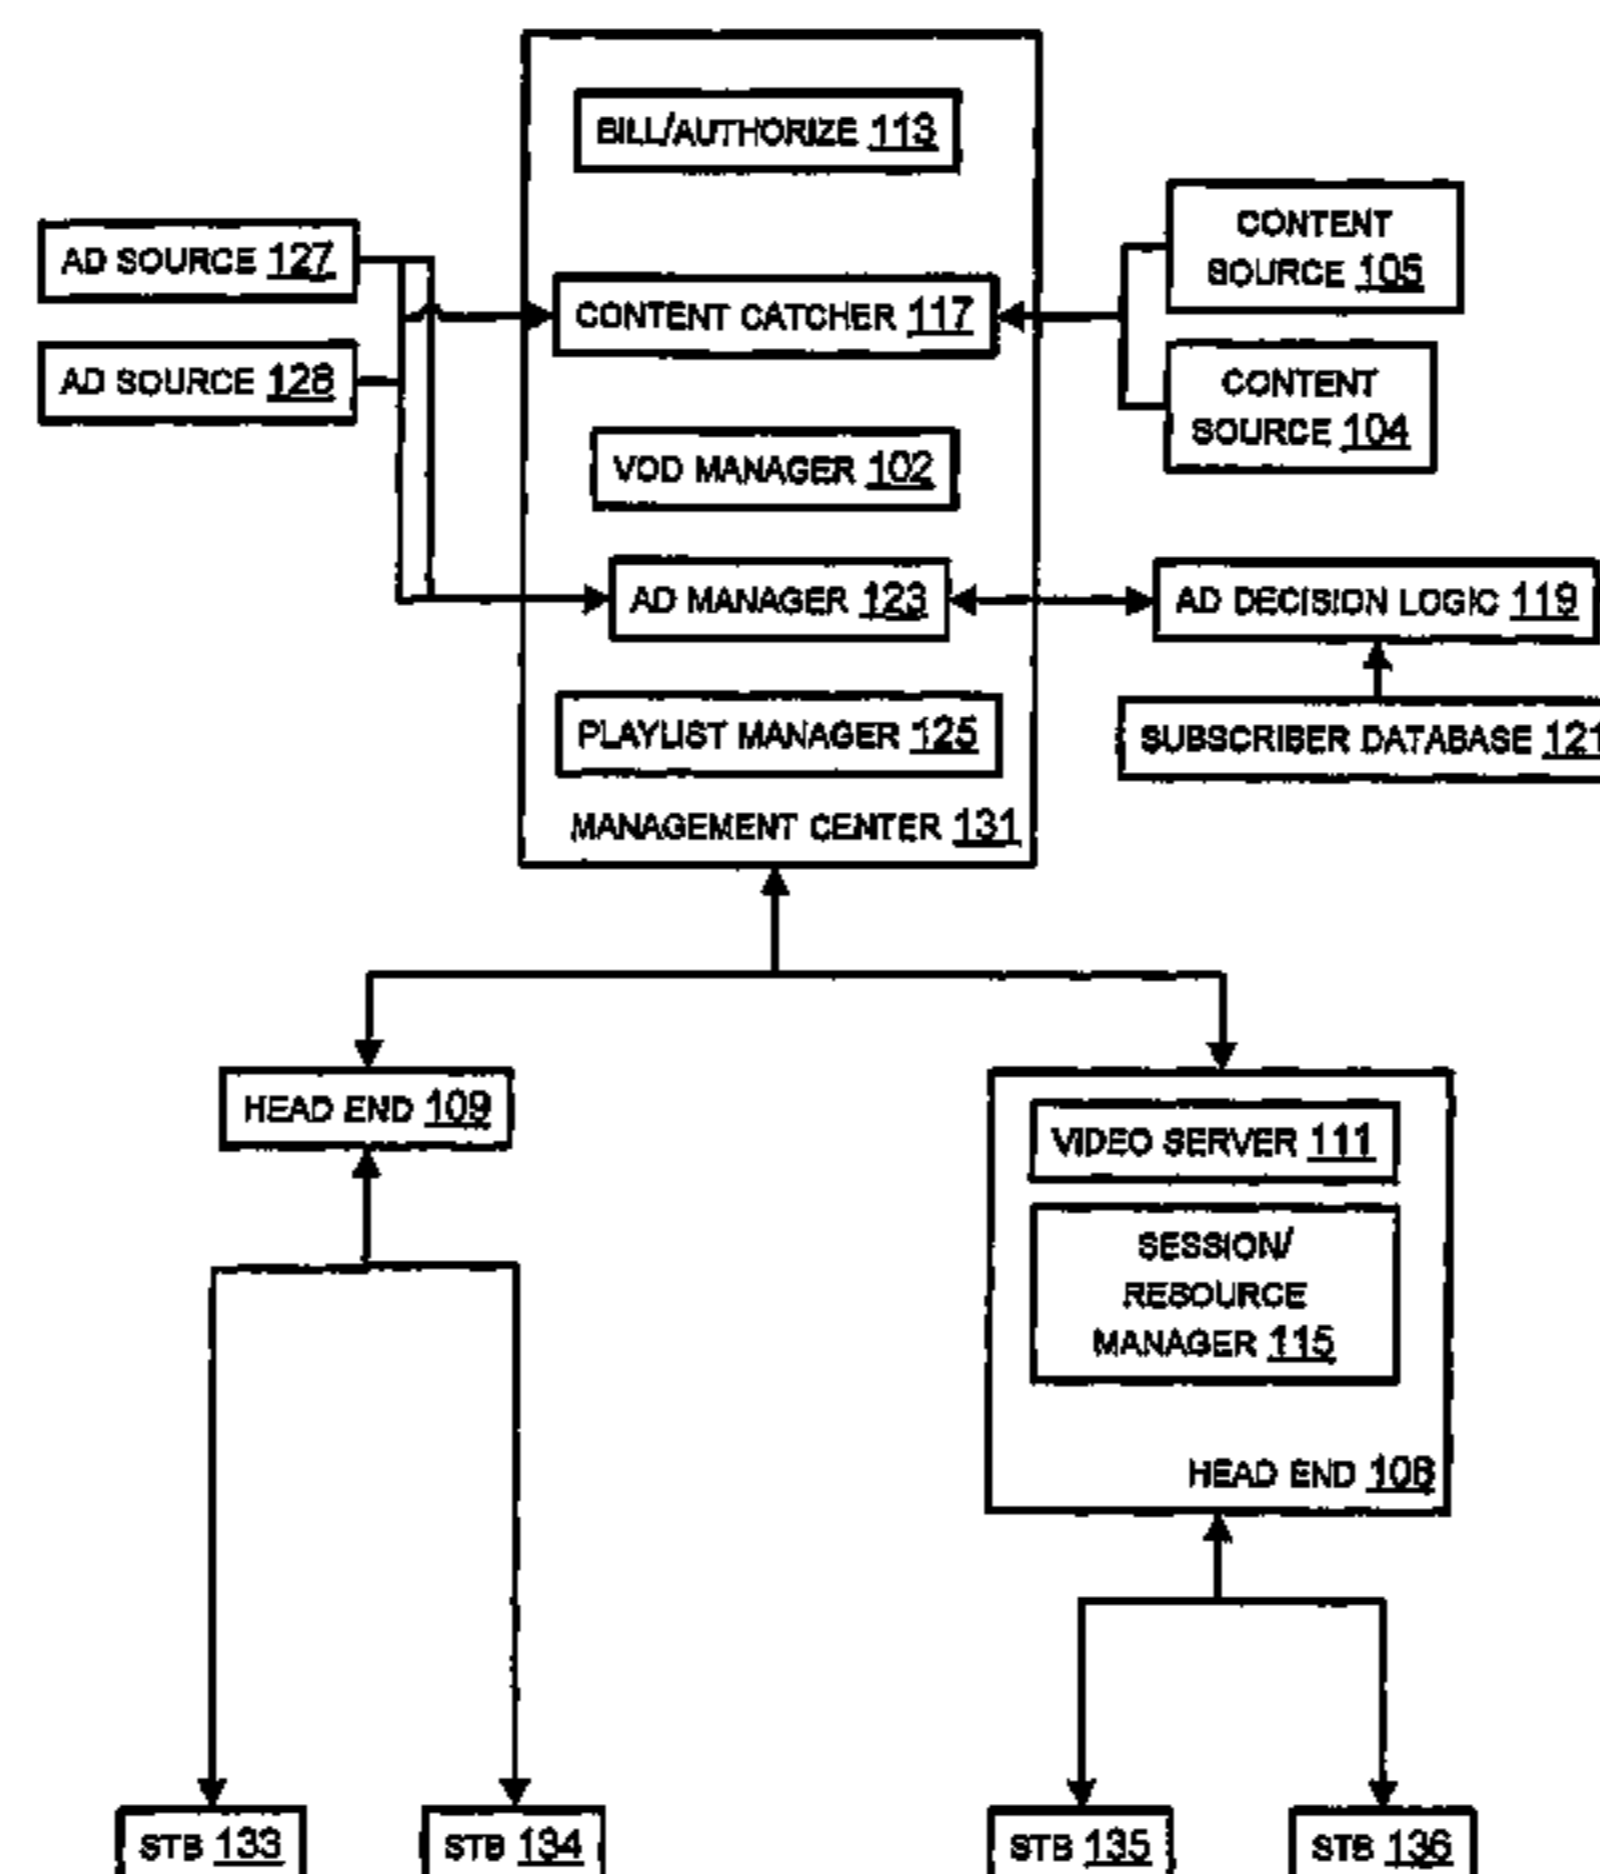 BILL/AUTHORIZE 113
AD SOURCE 127
CONTENT
SOURCE 105
CONTENT CATCHER 117
AD SOURCE 128
CONTENT
SOURCE 104
VOD MANAGER 102
AD MANAGER 123
AD DECISION LOGIC 119
PLAYLIST MANAGER 125
SUBSCRIBER DATABASE 121
MANAGEMENT CENTER 131
HEAD END 109
VIDEO SERVER 111
SESSION/
RESOURCE
MANAGER 115
HEAD END 108
STB 133
STB 134
STB 135
STB 136